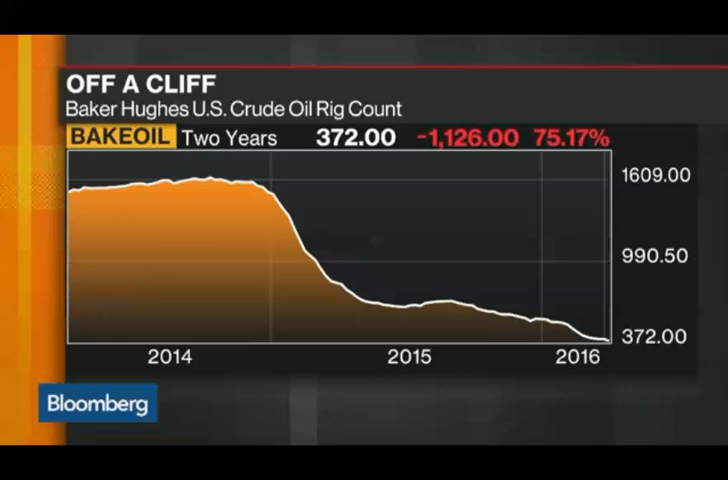 OFF A CLIFF
Baker Hughes U.S. Crude Oil Rig Count
BAKEOIL Two Years 372.00 -1,126.00 75.17%
1609.00
990.50
372.00
2014 2015 2016
Bloomberg